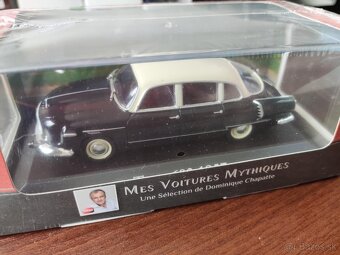 MES VOITURES MYTHIQUES
Une Sélection de Dominique Chapatte